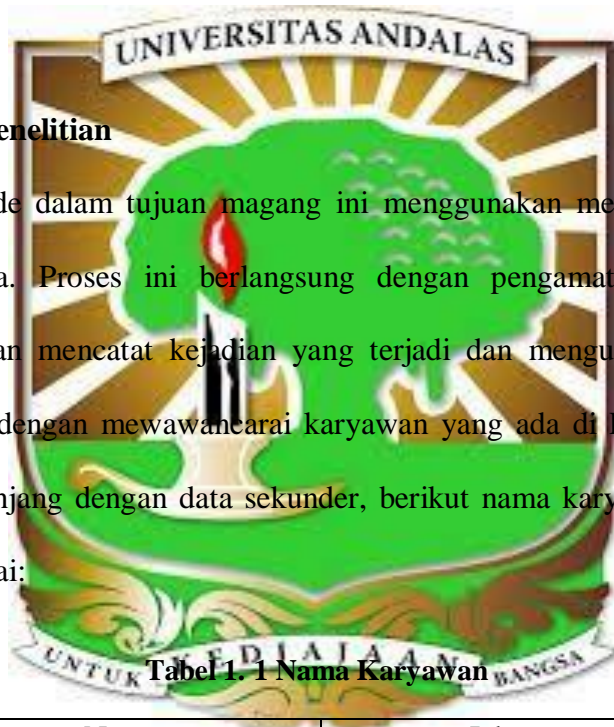 UNIVERSITAS ANDALAS
enelitian
de dalam tujuan magang ini menggunakan me
a. Proses ini berlangsung dengan pengamat
an mencatat kejadian yang terjadi dan mengu
dengan mewawancarai karyawan yang ada di
njang dengan data sekunder, berikut nama kary
ai:
UNTUK KEDJAJAAN BANGSA
Tabel 1. 1 Nama Karyawan